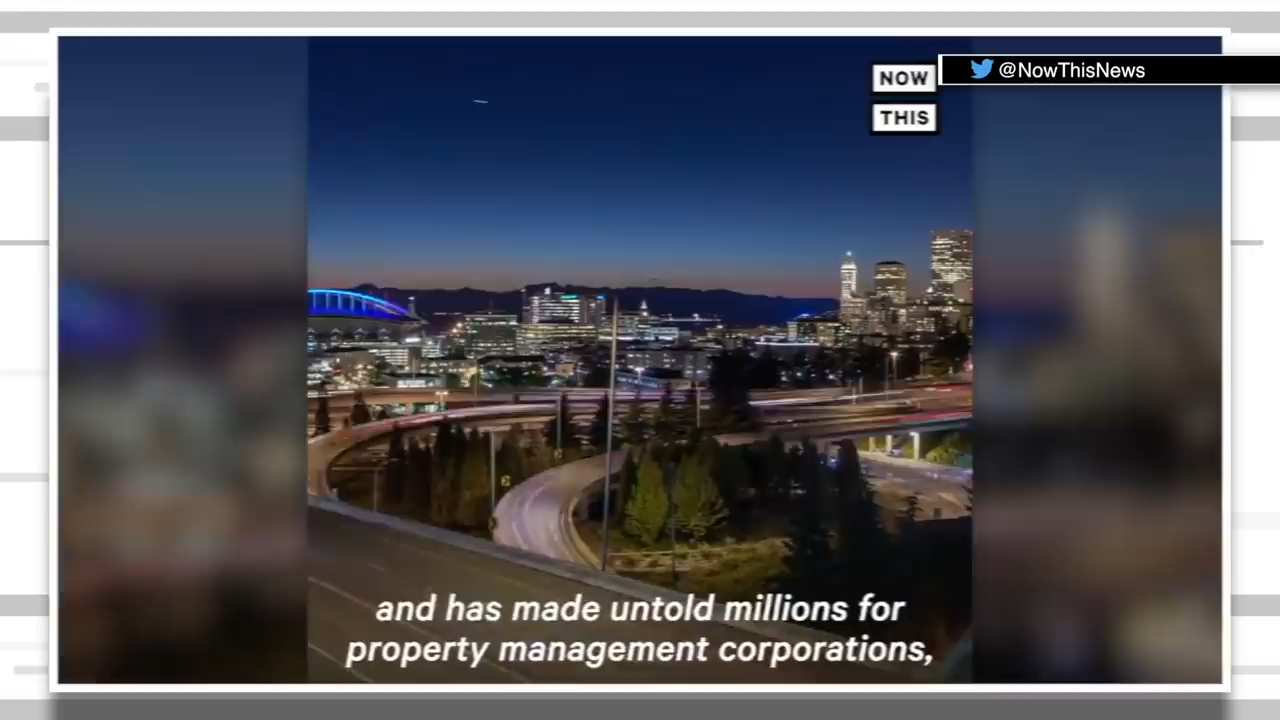 NOW
THIS
@NowThisNews
and has made untold millions for
property management corporations,